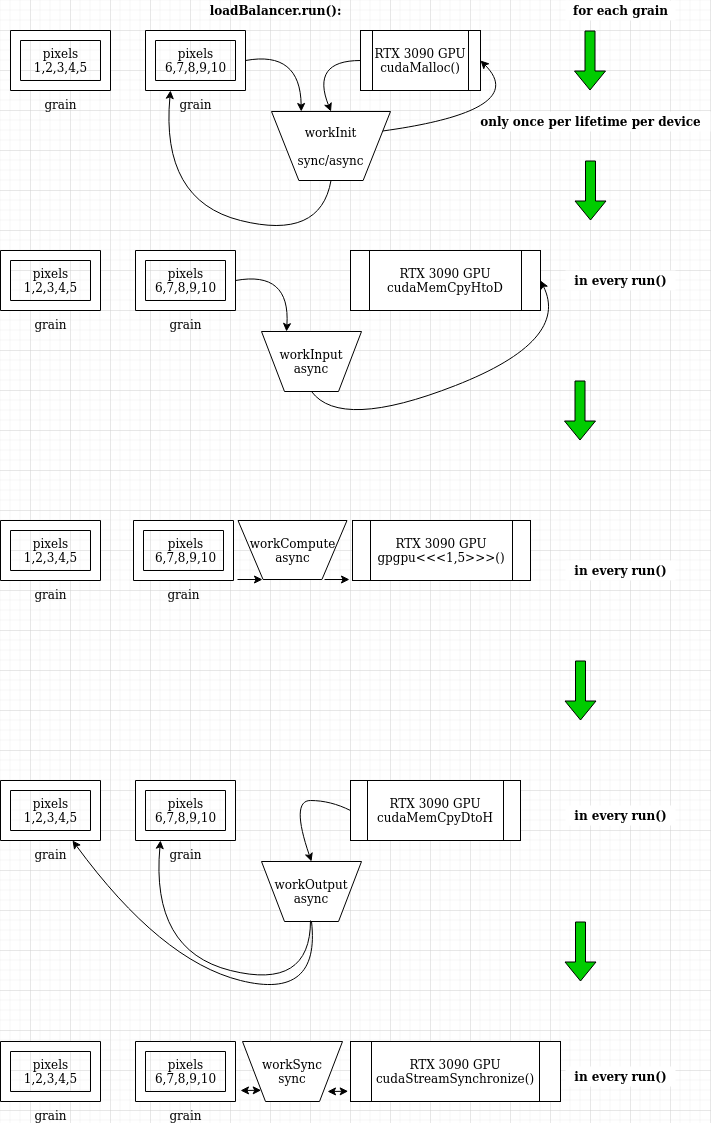 loadBalancer.run():
for each grain
pixels
1,2,3,4,5
grain
pixels
6,7,8,9,10
grain
RTX 3090 GPU
cudaMalloc()
workInit
sync/async
only once per lifetime per device
pixels
1,2,3,4,5
grain
pixels
6,7,8,9,10
grain
RTX 3090 GPU
cudaMemCpyHtoD
in every run()
workInput
async
pixels
1,2,3,4,5
grain
pixels
6,7,8,9,10
grain
workCompute
async
RTX 3090 GPU
gpgpu<<<1,5>>>()
in every run()
pixels
1,2,3,4,5
grain
pixels
6,7,8,9,10
grain
RTX 3090 GPU
cudaMemCpyDtoH
in every run()
workOutput
async
pixels
1,2,3,4,5
grain
pixels
6,7,8,9,10
grain
workSync
sync
RTX 3090 GPU
cudaStreamSynchronize()
in every run()